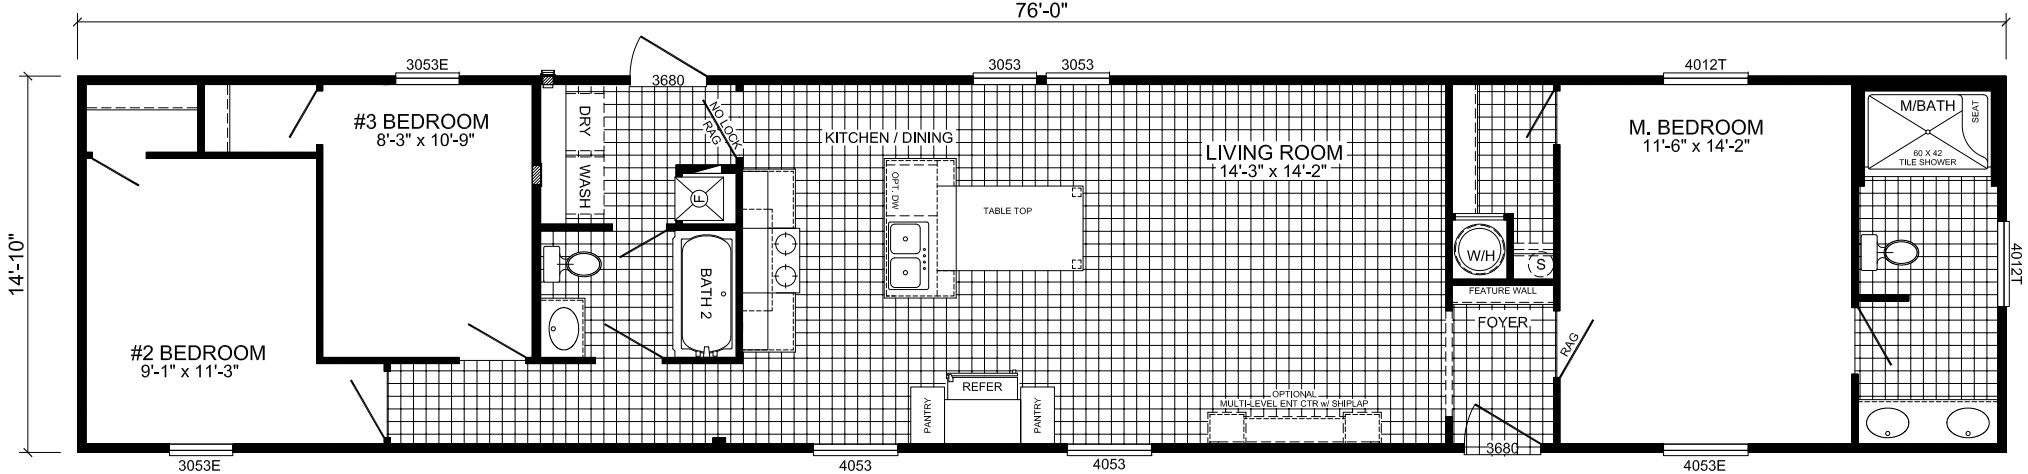 76'-0"
14'-10"
3053E
3680
3053
3053
4012T
#3 BEDROOM
8'-3" x 10'-9"
DRY
WASH
NO LOCK
RAG
F
KITCHEN / DINING
OPT. DW
TABLE TOP
LIVING ROOM
14'-3" x 14'-2"
M. BEDROOM
11'-6" x 14'-2"
M/BATH
SEAT
60 X 42
TILE SHOWER
W/H
S
FEATURE WALL
FOYER
RAG
4012T
BATH 2
#2 BEDROOM
9'-1" x 11'-3"
REFER
PANTRY
PANTRY
OPTIONAL
MULTI-LEVEL ENT CTR w/ SHIPLAP
3680
3053E
4053
4053
4053E